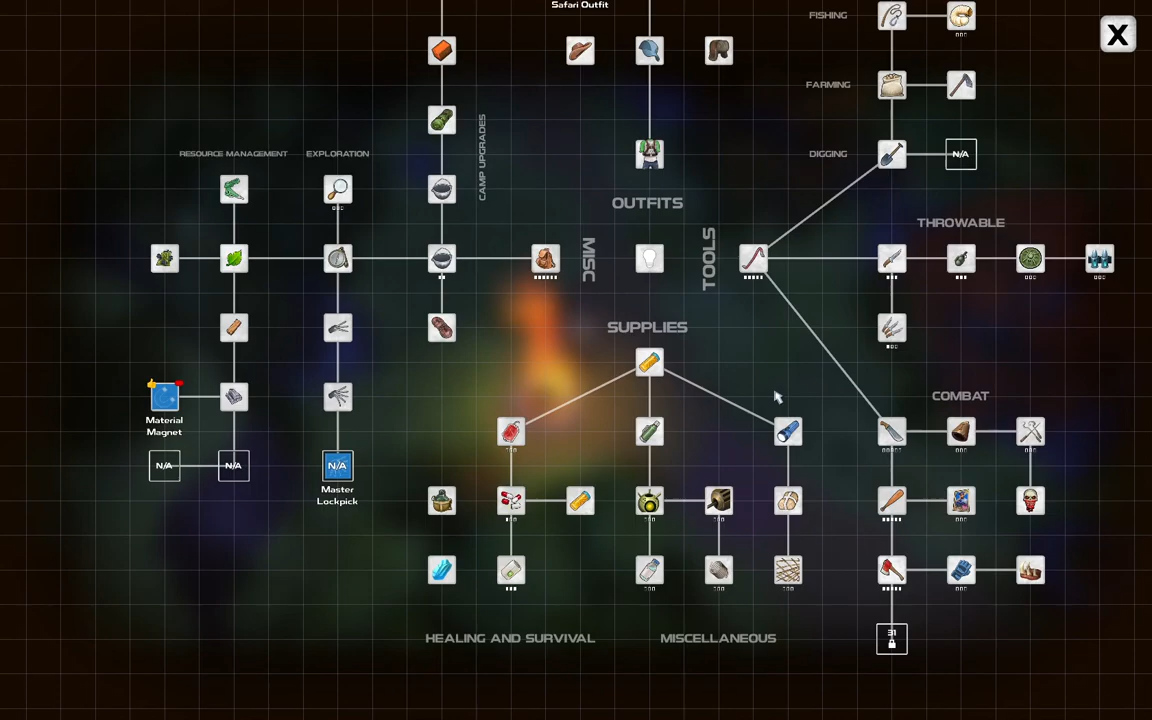 Safari Outfit
FISHING
X
FARMING
DIGGING
N/A
RESOURCE MANAGEMENT
EXPLORATION
CAMP UPGRADES
OUTFITS
THROWABLE
MISC
TOOLS
SUPPLIES
Material
Magnet
COMBAT
N/A
N/A
N/A
Master
Lockpick
HEALING AND SURVIVAL
MISCELLANEOUS
31